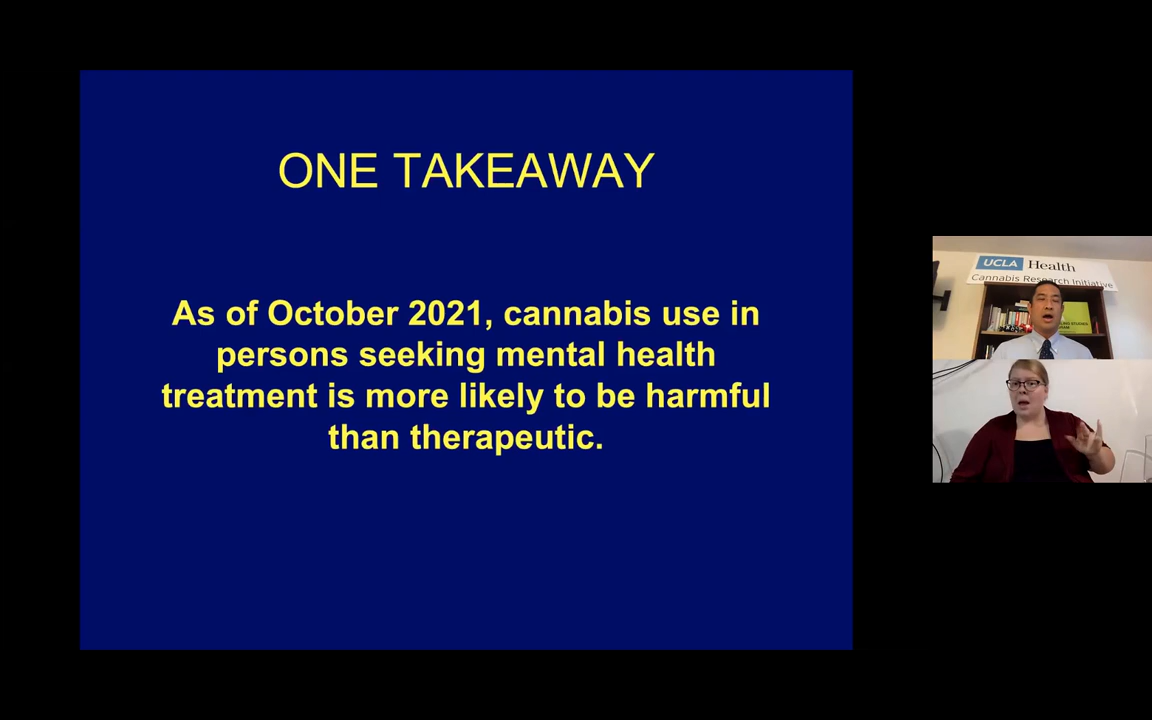 ONE TAKEAWAY
As of October 2021, cannabis use in
persons seeking mental health
treatment is more likely to be harmful
than therapeutic.
UCLA Health
Cannabis Research Initiative